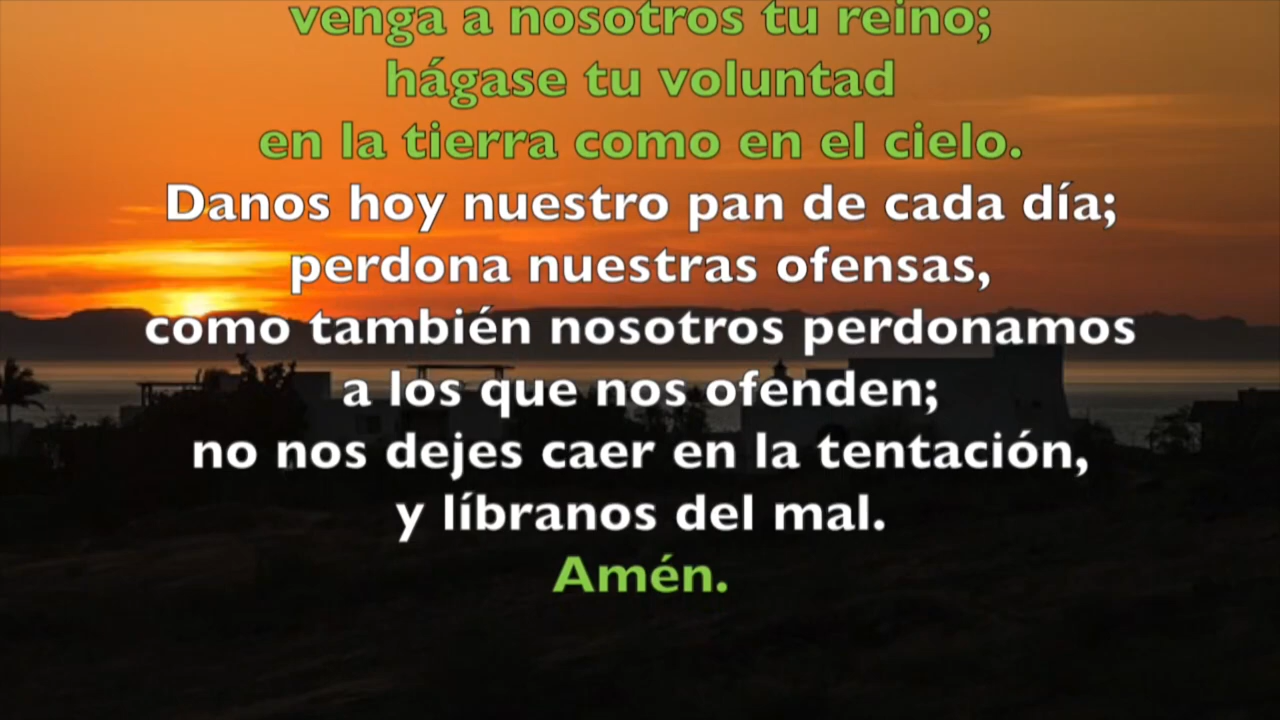 venga a nosotros tu reino;
hágase tu voluntad
en la tierra como en el cielo.
Danos hoy nuestro pan de cada día;
perdona nuestras ofensas,
como también nosotros perdonamos
a los que nos ofenden;
no nos dejes caer en la tentación,
y líbranos del mal.
Amén.